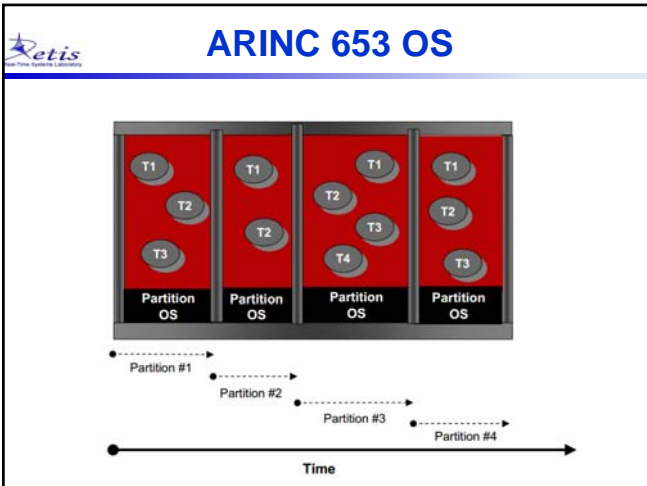 Retis
Real-Time Systems Laboratory
ARINC 653 OS
T1
T2
T3
Partition
OS
T1
T2
Partition
OS
T1
T2
T3
T4
Partition
OS
T1
T2
T3
Partition
OS
Partition #1
Partition #2
Partition #3
Partition #4
Time